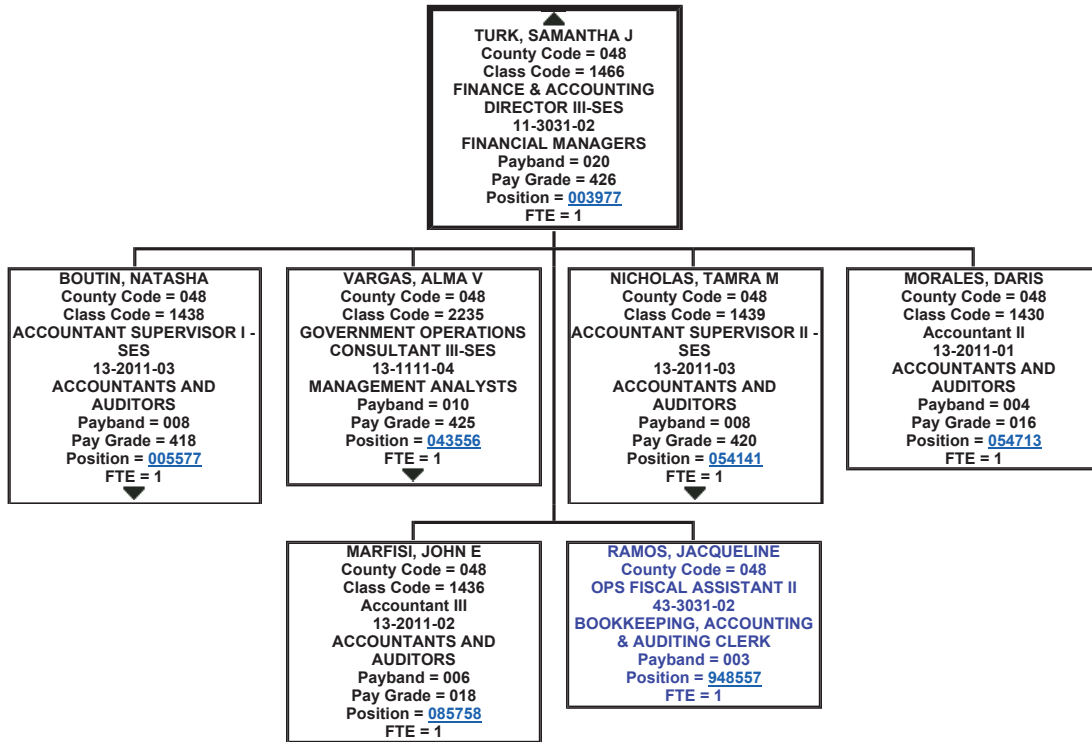 TURK, SAMANTHA J
County Code = 048
Class Code = 1466
FINANCE & ACCOUNTING
DIRECTOR III-SES
11-3031-02
FINANCIAL MANAGERS
Payband = 020
Pay Grade = 426
Position = 003977
FTE = 1
BOUTIN, NATASHA
County Code = 048
Class Code = 1438
ACCOUNTANT SUPERVISOR I -
SES
13-2011-03
ACCOUNTANTS AND
AUDITORS
Payband = 008
Pay Grade = 418
Position = 005577
FTE = 1
VARGAS, ALMA V
County Code = 048
Class Code = 2235
GOVERNMENT OPERATIONS
CONSULTANT III-SES
13-1111-04
MANAGEMENT ANALYSTS
Payband = 010
Pay Grade = 425
Position = 043556
FTE = 1
NICHOLAS, TAMRA M
County Code = 048
Class Code = 1439
ACCOUNTANT SUPERVISOR II -
SES
13-2011-03
ACCOUNTANTS AND
AUDITORS
Payband = 008
Pay Grade = 420
Position = 054141
FTE = 1
MORALES, DARIS
County Code = 048
Class Code = 1430
Accountant II
13-2011-01
ACCOUNTANTS AND
AUDITORS
Payband = 004
Pay Grade = 016
Position = 054713
FTE = 1
MARFISI, JOHN E
County Code = 048
Class Code = 1436
Accountant III
13-2011-02
ACCOUNTANTS AND
AUDITORS
Payband = 006
Pay Grade = 018
Position = 085758
FTE = 1
RAMOS, JACQUELINE
County Code = 048
OPS FISCAL ASSISTANT II
43-3031-02
BOOKKEEPING, ACCOUNTING
& AUDITING CLERK
Payband = 003
Position = 948557
FTE = 1